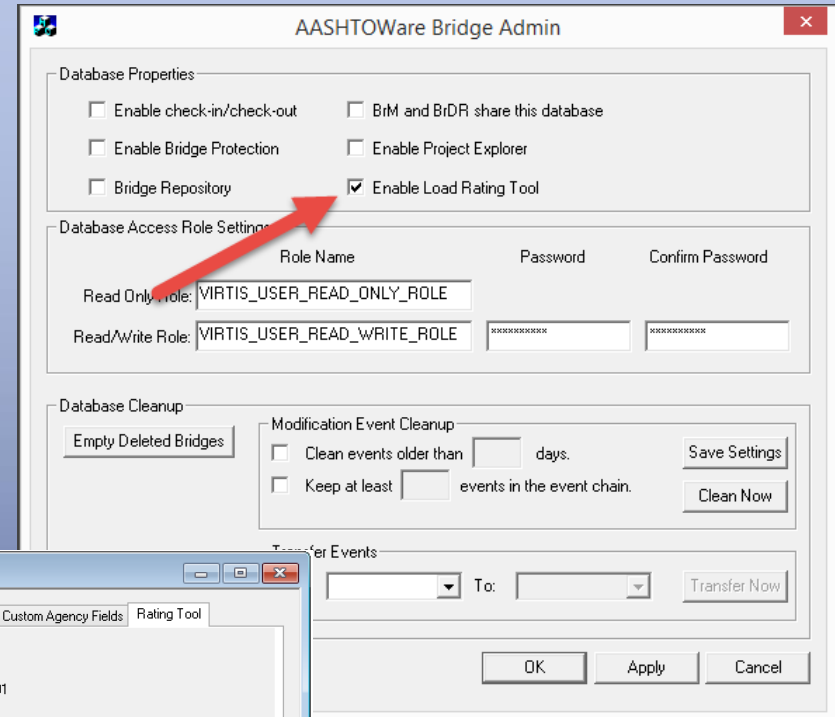 AASHTOWare Bridge Admin
Database Properties
Enable check-in/check-out BrM and BrDR share this database
Enable Bridge Protection Enable Project Explorer
Bridge Repository Enable Load Rating Tool
Database Access Role Settings
Role Name Password Confirm Password
Read Only Role: VIRTIS_USER_READ_ONLY_ROLE
Read/Write Role: VIRTIS_USER_READ_WRITE_ROLE ********** **********
Database Cleanup
Empty Deleted Bridges
Modification Event Cleanup
Clean events older than days. Save Settings
Keep at least events in the event chain. Clean Now
Transfer Events
To: Transfer Now
Custom Agency Fields Rating Tool
OK Apply Cancel